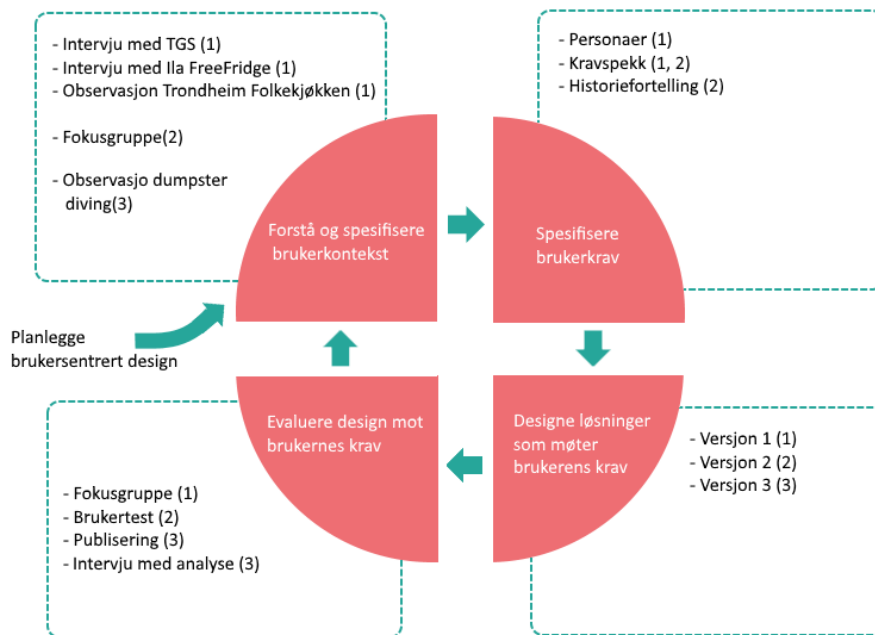 - Intervju med TGS (1)
- Intervju med Ila FreeFridge (1)
- Observasjon Trondheim Folkekjøkken (1)
- Fokusgruppe(2)
- Observasjo dumpster
diving(3)
- Personaer (1)
- Kravspekk (1, 2)
- Historiefortelling (2)
Forstå og spesifisere
brukerkontekst
Spesifisere
brukerkrav
Planlegge
brukersentrert design
Evaluere design mot
brukernes krav
Designe løsninger
som møter
brukerens krav
- Versjon 1 (1)
- Versjon 2 (2)
- Versjon 3 (3)
- Fokusgruppe (1)
- Brukertest (2)
- Publisering (3)
- Intervju med analyse (3)